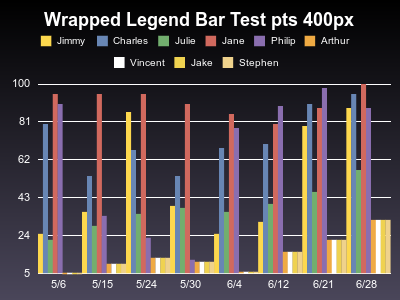 Wrapped Legend Bar Test pts 400px
Jimmy Charles Julie Jane Philip Arthur
Vincent Jake Stephen
100
81
62
43
24
5
5/6 5/15 5/24 5/30 6/4 6/12 6/21 6/28